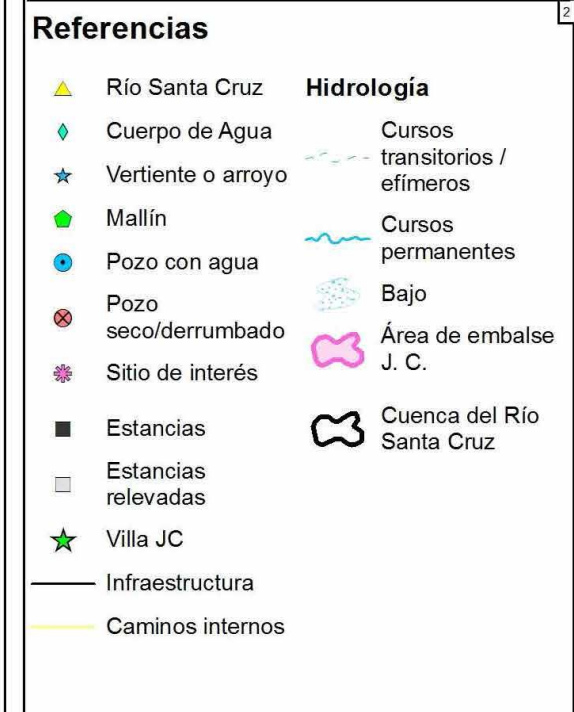 2
Referencias
Río Santa Cruz
Cuerpo de Agua
Vertiente o arroyo
Mallín
Pozo con agua
Pozo
seco/derrumbado
Sitio de interés
Estancias
Estancias
relevadas
Villa JC
Infraestructura
Caminos internos
Hidrología
Cursos
transitorios /
efímeros
Cursos
permanentes
Bajo
Área de embalse
J. C.
Cuenca del Río
Santa Cruz